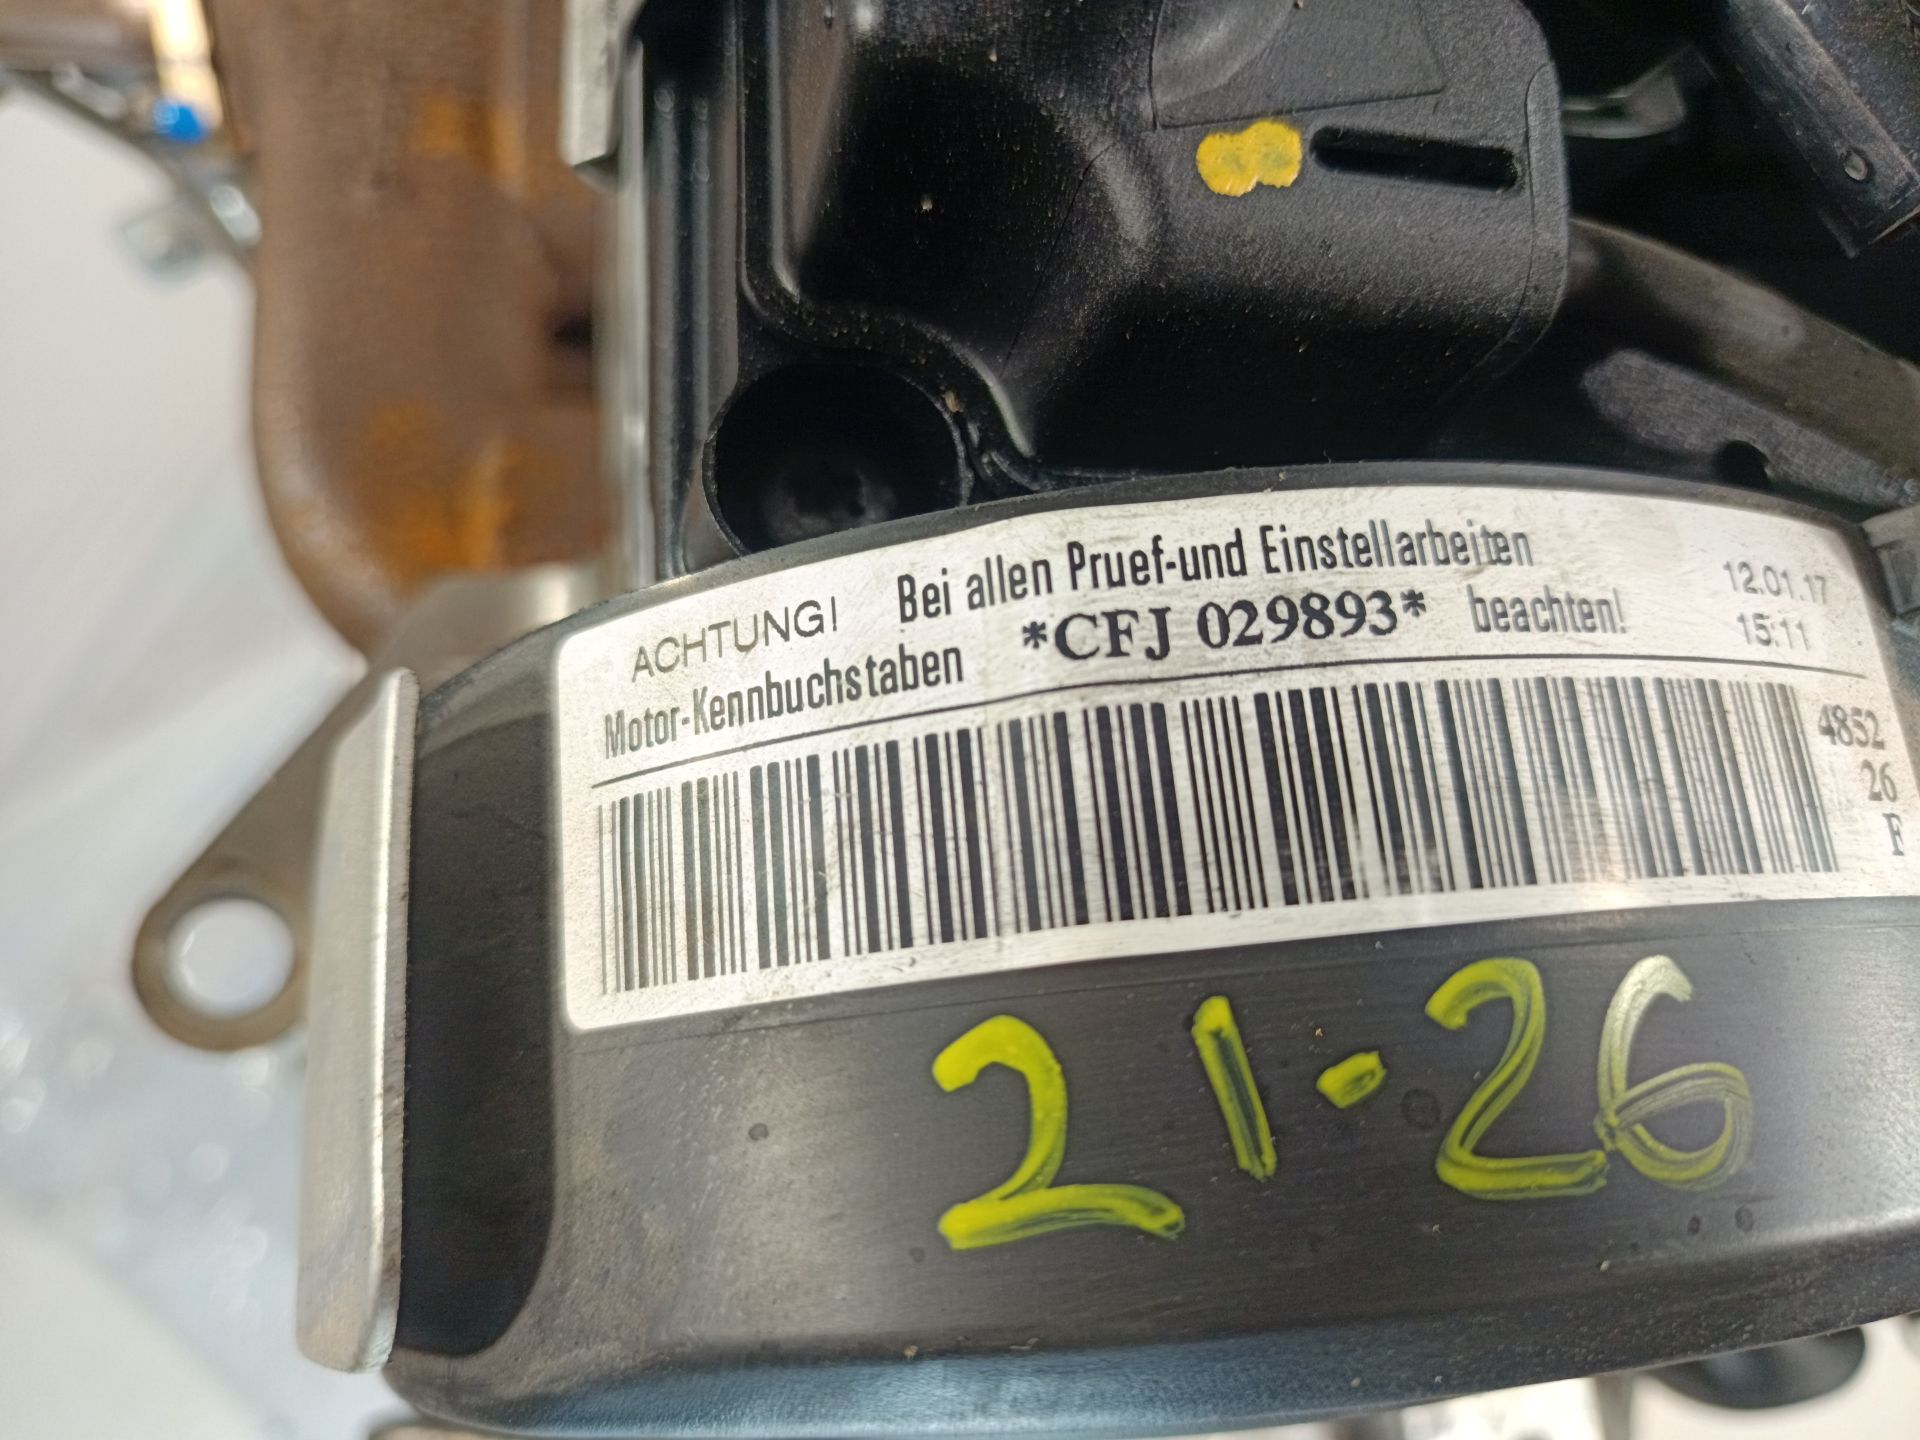 ACHTUNG! Bei allen Pruef-und Einstellarbeiten
Motor-Kennbuchstaben *CFJ 029893* beachten!
12.01.17
15:11
4852
26
F
21-26